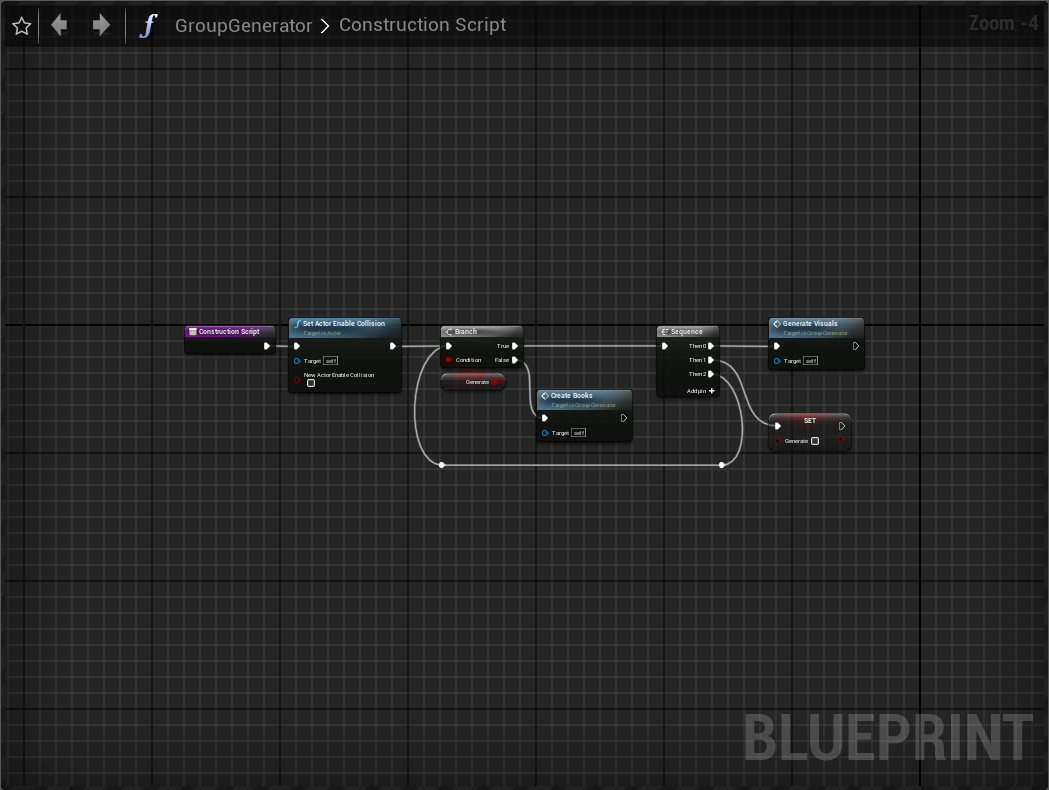 GroupGenerator > Construction Script
Zoom -4
Construction Script
Set Actor Enable Collision
Target is Actor
Target self
New Actor Enable Collision
Branch
True
Condition False
Generate
Create Books
Target is Group Generator
Target self
Sequence
Then 0
Then 1
Then 2
Add pin +
Generate Visuals
Target is Group Generator
Target self
SET
Generate
BLUEPRINT